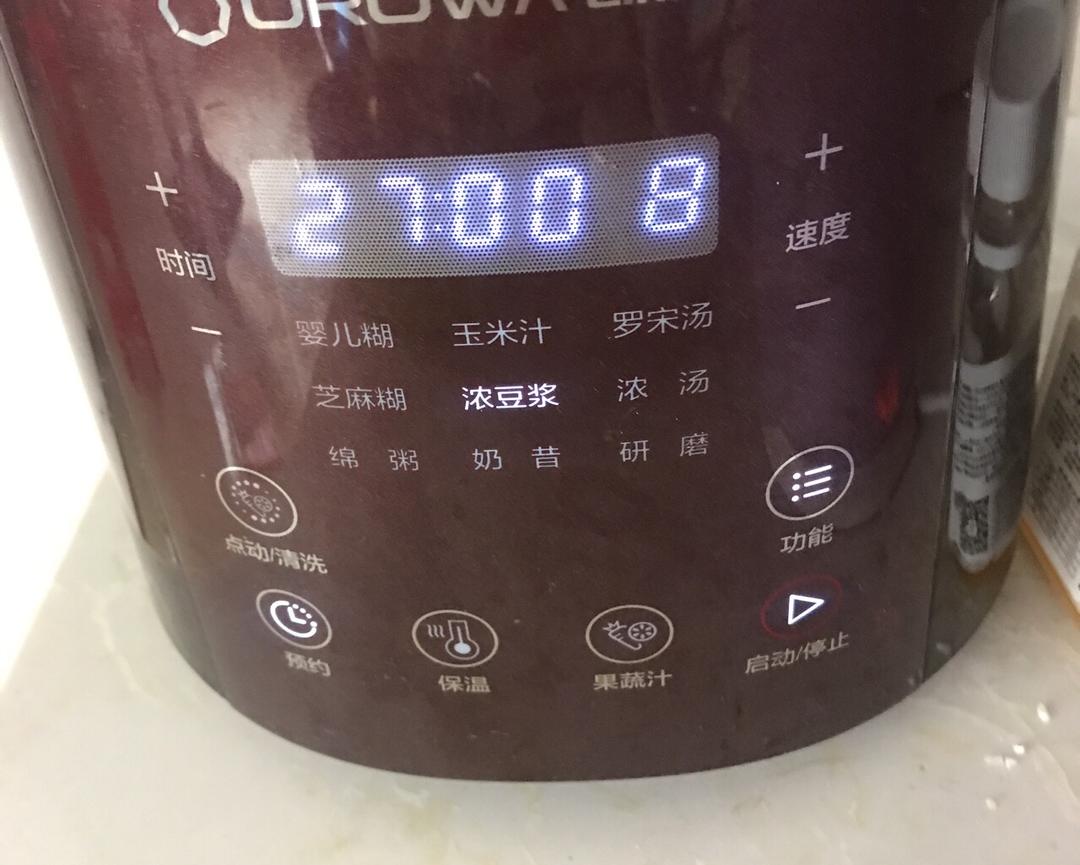 27:00 8
+ +
时间 速度
- -
婴儿糊 玉米汁 罗宋汤
芝麻糊 浓豆浆 浓汤
绵粥 奶昔 研磨
点动/清洗 功能
预约 保温 果蔬汁 启动/停止